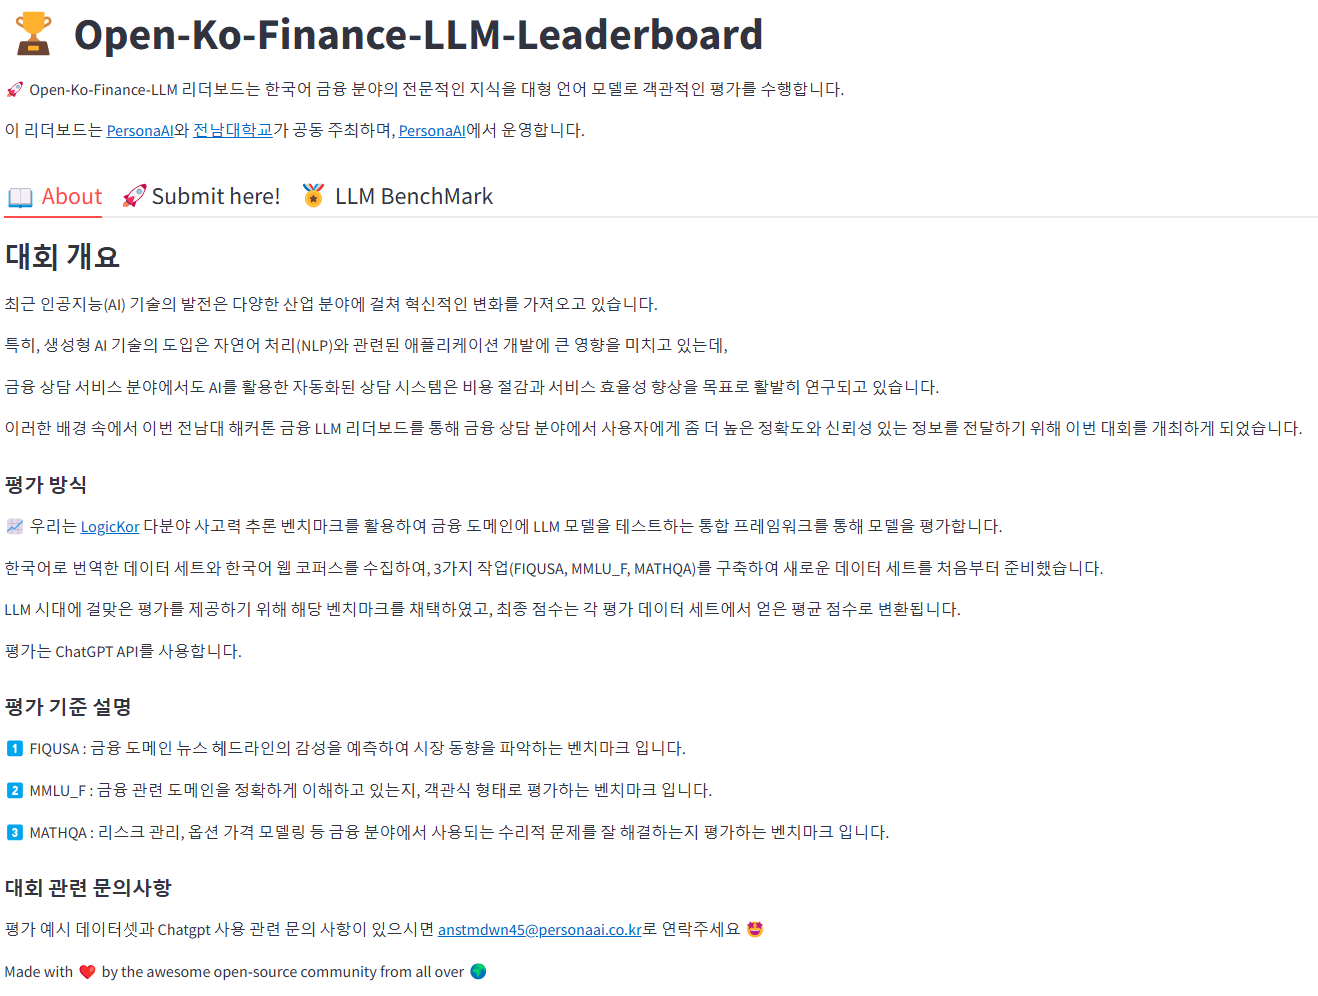 🏆 Open-Ko-Finance-LLM-Leaderboard
🚀 Open-Ko-Finance-LLM 리더보드는 한국어 금융 분야의 전문적인 지식을 대형 언어 모델로 객관적인 평가를 수행합니다.
이 리더보드는 PersonaAI와 전남대학교가 공동 주최하며, PersonaAI에서 운영합니다.
📖 About 🚀 Submit here! 🏅 LLM BenchMark
대회 개요
최근 인공지능(AI) 기술의 발전은 다양한 산업 분야에 걸쳐 혁신적인 변화를 가져오고 있습니다.
특히, 생성형 AI 기술의 도입은 자연어 처리(NLP)와 관련된 애플리케이션 개발에 큰 영향을 미치고 있는데,
금융 상담 서비스 분야에서도 AI를 활용한 자동화된 상담 시스템은 비용 절감과 서비스 효율성 향상을 목표로 활발히 연구되고 있습니다.
이러한 배경 속에서 이번 전남대 해커톤 금융 LLM 리더보드를 통해 금융 상담 분야에서 사용자에게 좀 더 높은 정확도와 신뢰성 있는 정보를 전달하기 위해 이번 대회를 개최하게 되었습니다.
평가 방식
📈 우리는 LogicKor 다분야 사고력 추론 벤치마크를 활용하여 금융 도메인에 LLM 모델을 테스트하는 통합 프레임워크를 통해 모델을 평가합니다.
한국어로 번역한 데이터 세트와 한국어 웹 코퍼스를 수집하여, 3가지 작업(FIQUSA, MMLU_F, MATHQA)를 구축하여 새로운 데이터 세트를 처음부터 준비했습니다.
LLM 시대에 걸맞은 평가를 제공하기 위해 해당 벤치마크를 채택하였고, 최종 점수는 각 평가 데이터 세트에서 얻은 평균 점수로 변환됩니다.
평가는 ChatGPT API를 사용합니다.
평가 기준 설명
1️⃣ FIQUSA : 금융 도메인 뉴스 헤드라인의 감성을 예측하여 시장 동향을 파악하는 벤치마크 입니다.
2️⃣ MMLU_F : 금융 관련 도메인을 정확하게 이해하고 있는지, 객관식 형태로 평가하는 벤치마크 입니다.
3️⃣ MATHQA : 리스크 관리, 옵션 가격 모델링 등 금융 분야에서 사용되는 수리적 문제를 잘 해결하는지 평가하는 벤치마크 입니다.
대회 관련 문의사항
평가 예시 데이터셋과 Chatgpt 사용 관련 문의 사항이 있으시면 anstmdwn45@personaai.co.kr로 연락주세요 🤩
Made with ❤️ by the awesome open-source community from all over 🌍